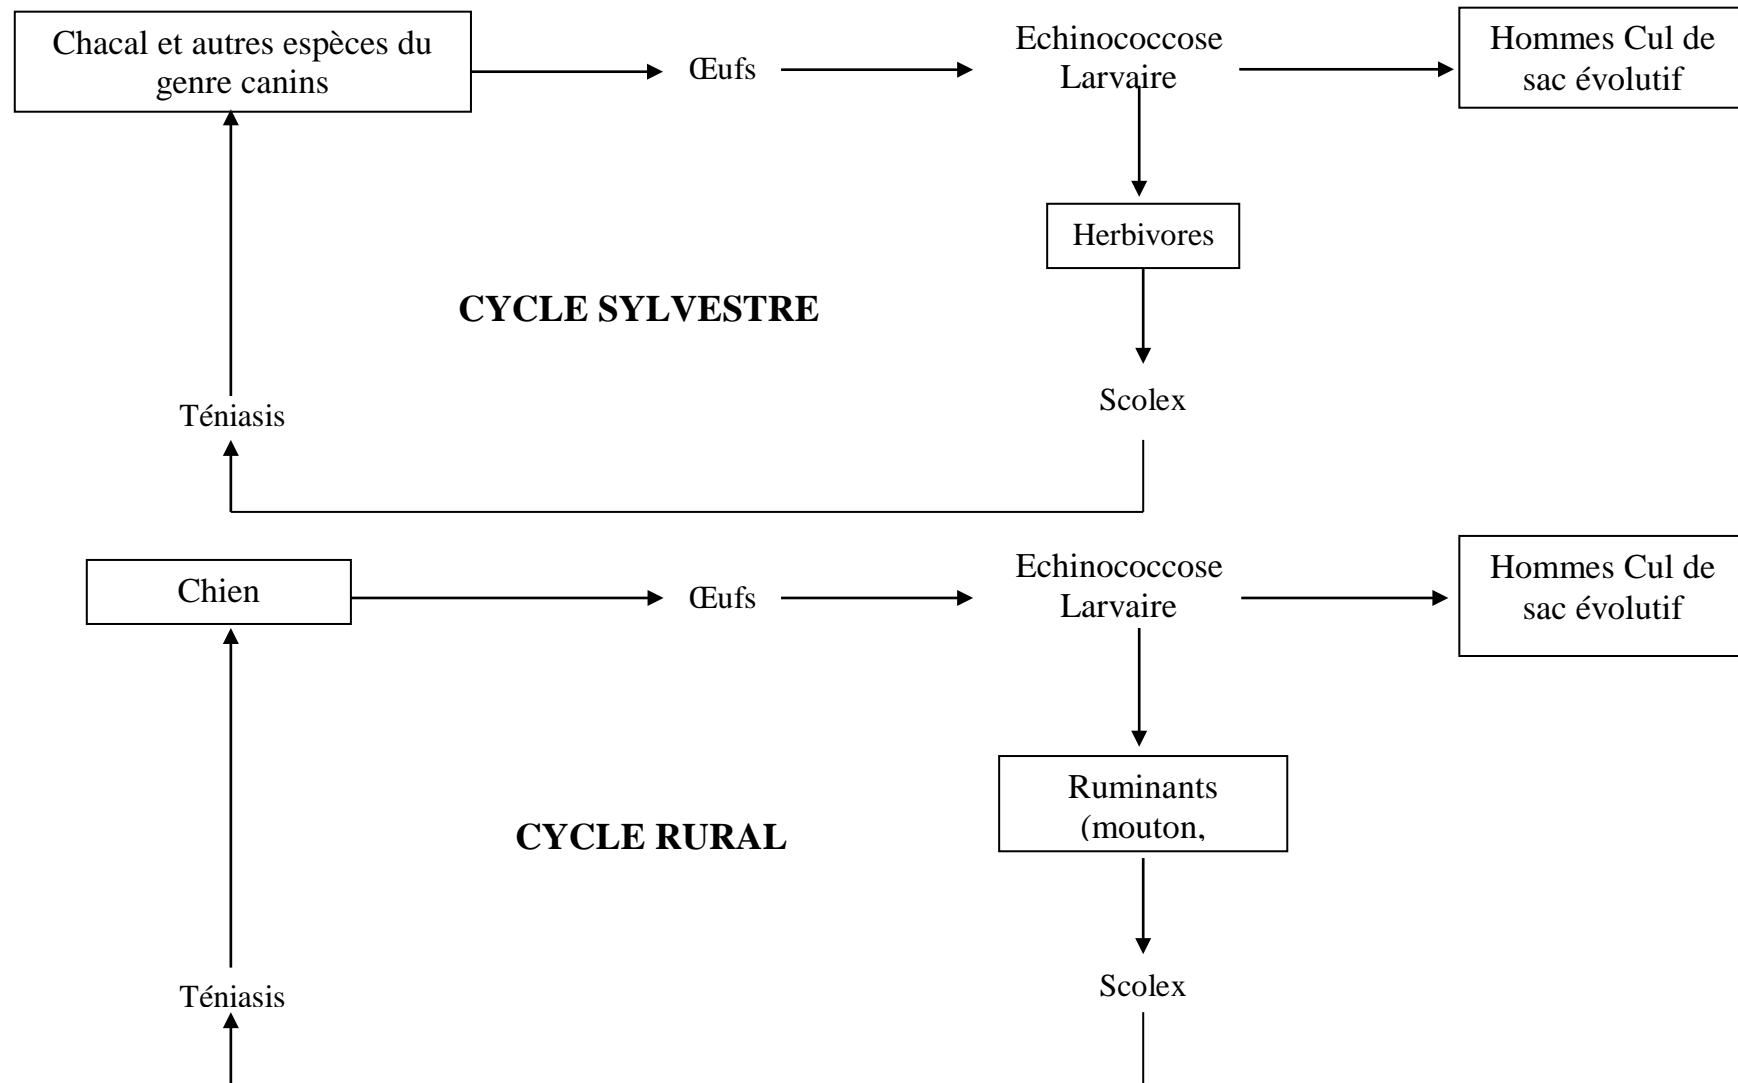 Chacal et autres espèces du
genre canins
Œufs
Echinococcose
Larvaire
Hommes Cul de
sac évolutif
Herbivores
CYCLE SYLVESTRE
Scolex
Téniasis
Chien
Œufs
Echinococcose
Larvaire
Hommes Cul de
sac évolutif
Ruminants
(mouton,
CYCLE RURAL
Scolex
Téniasis